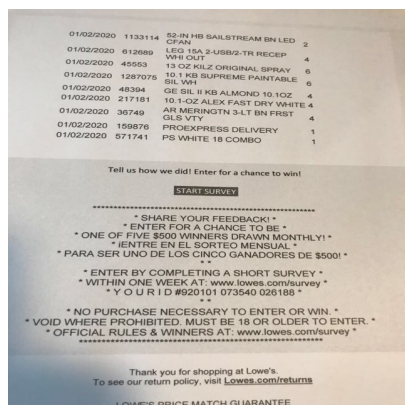 01/02/2020 1133114 52-IN HB SAILSTREAM BN LED CFAN 2
01/02/2020 612689 LEG 15A 2-USB/2-TR RECEP WHI OUT 4
01/02/2020 45553 13 OZ KILZ ORIGINAL SPRAY 6
01/02/2020 1287075 10.1 KB SUPREME PAINTABLE SIL WH 6
01/02/2020 48394 GE SIL II KB ALMOND 10.1OZ 4
01/02/2020 217181 10.1-OZ ALEX FAST DRY WHITE 4
01/02/2020 36749 AR MERINGTN 3-LT BN FRST GLS VTY 4
01/02/2020 159876 PROEXPRESS DELIVERY 1
01/02/2020 571741 PS WHITE 18 COMBO 1
Tell us how we did! Enter for a chance to win!
START SURVEY
****************************************************
* SHARE YOUR FEEDBACK! *
* ENTER FOR A CHANCE TO BE *
* ONE OF FIVE $500 WINNERS DRAWN MONTHLY! *
* ¡ENTRE EN EL SORTEO MENSUAL *
* PARA SER UNO DE LOS CINCO GANADORES DE $500! *
* *
* ENTER BY COMPLETING A SHORT SURVEY *
* WITHIN ONE WEEK AT: www.lowes.com/survey *
* Y O U R I D #920101 073540 026188 *
* *
* NO PURCHASE NECESSARY TO ENTER OR WIN. *
* VOID WHERE PROHIBITED. MUST BE 18 OR OLDER TO ENTER. *
* OFFICIAL RULES & WINNERS AT: www.lowes.com/survey *
****************************************************
Thank you for shopping at Lowe's.
To see our return policy, visit Lowes.com/returns
LOWE'S PRICE MATCH GUARANTEE